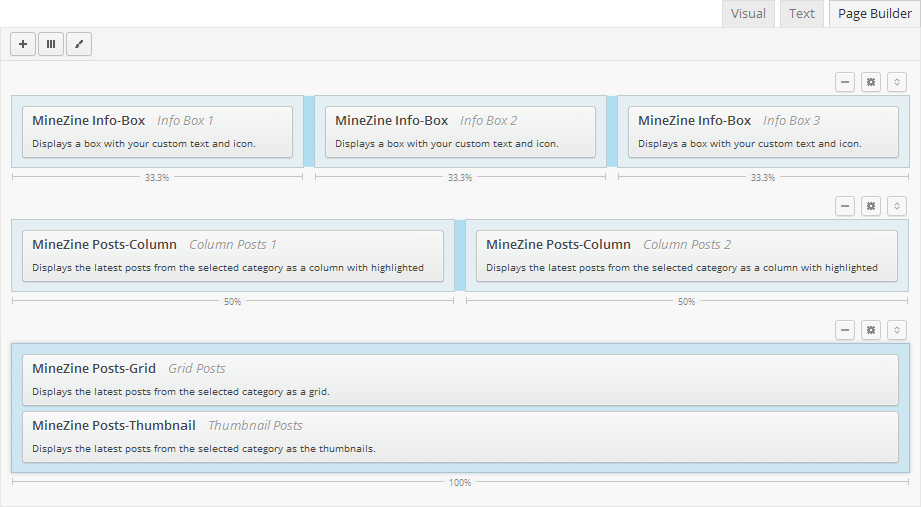 Visual Text Page Builder
MineZine Info-Box Info Box 1 MineZine Info-Box Info Box 2 MineZine Info-Box Info Box 3
Displays a box with your custom text and icon. Displays a box with your custom text and icon. Displays a box with your custom text and icon.
33.3% 33.3% 33.3%
MineZine Posts-Column Column Posts 1 MineZine Posts-Column Column Posts 2
Displays the latest posts from the selected category as a column with highlighted Displays the latest posts from the selected category as a column with highlighted
50% 50%
MineZine Posts-Grid Grid Posts
Displays the latest posts from the selected category as a grid.
MineZine Posts-Thumbnail Thumbnail Posts
Displays the latest posts from the selected category as the thumbnails.
100%